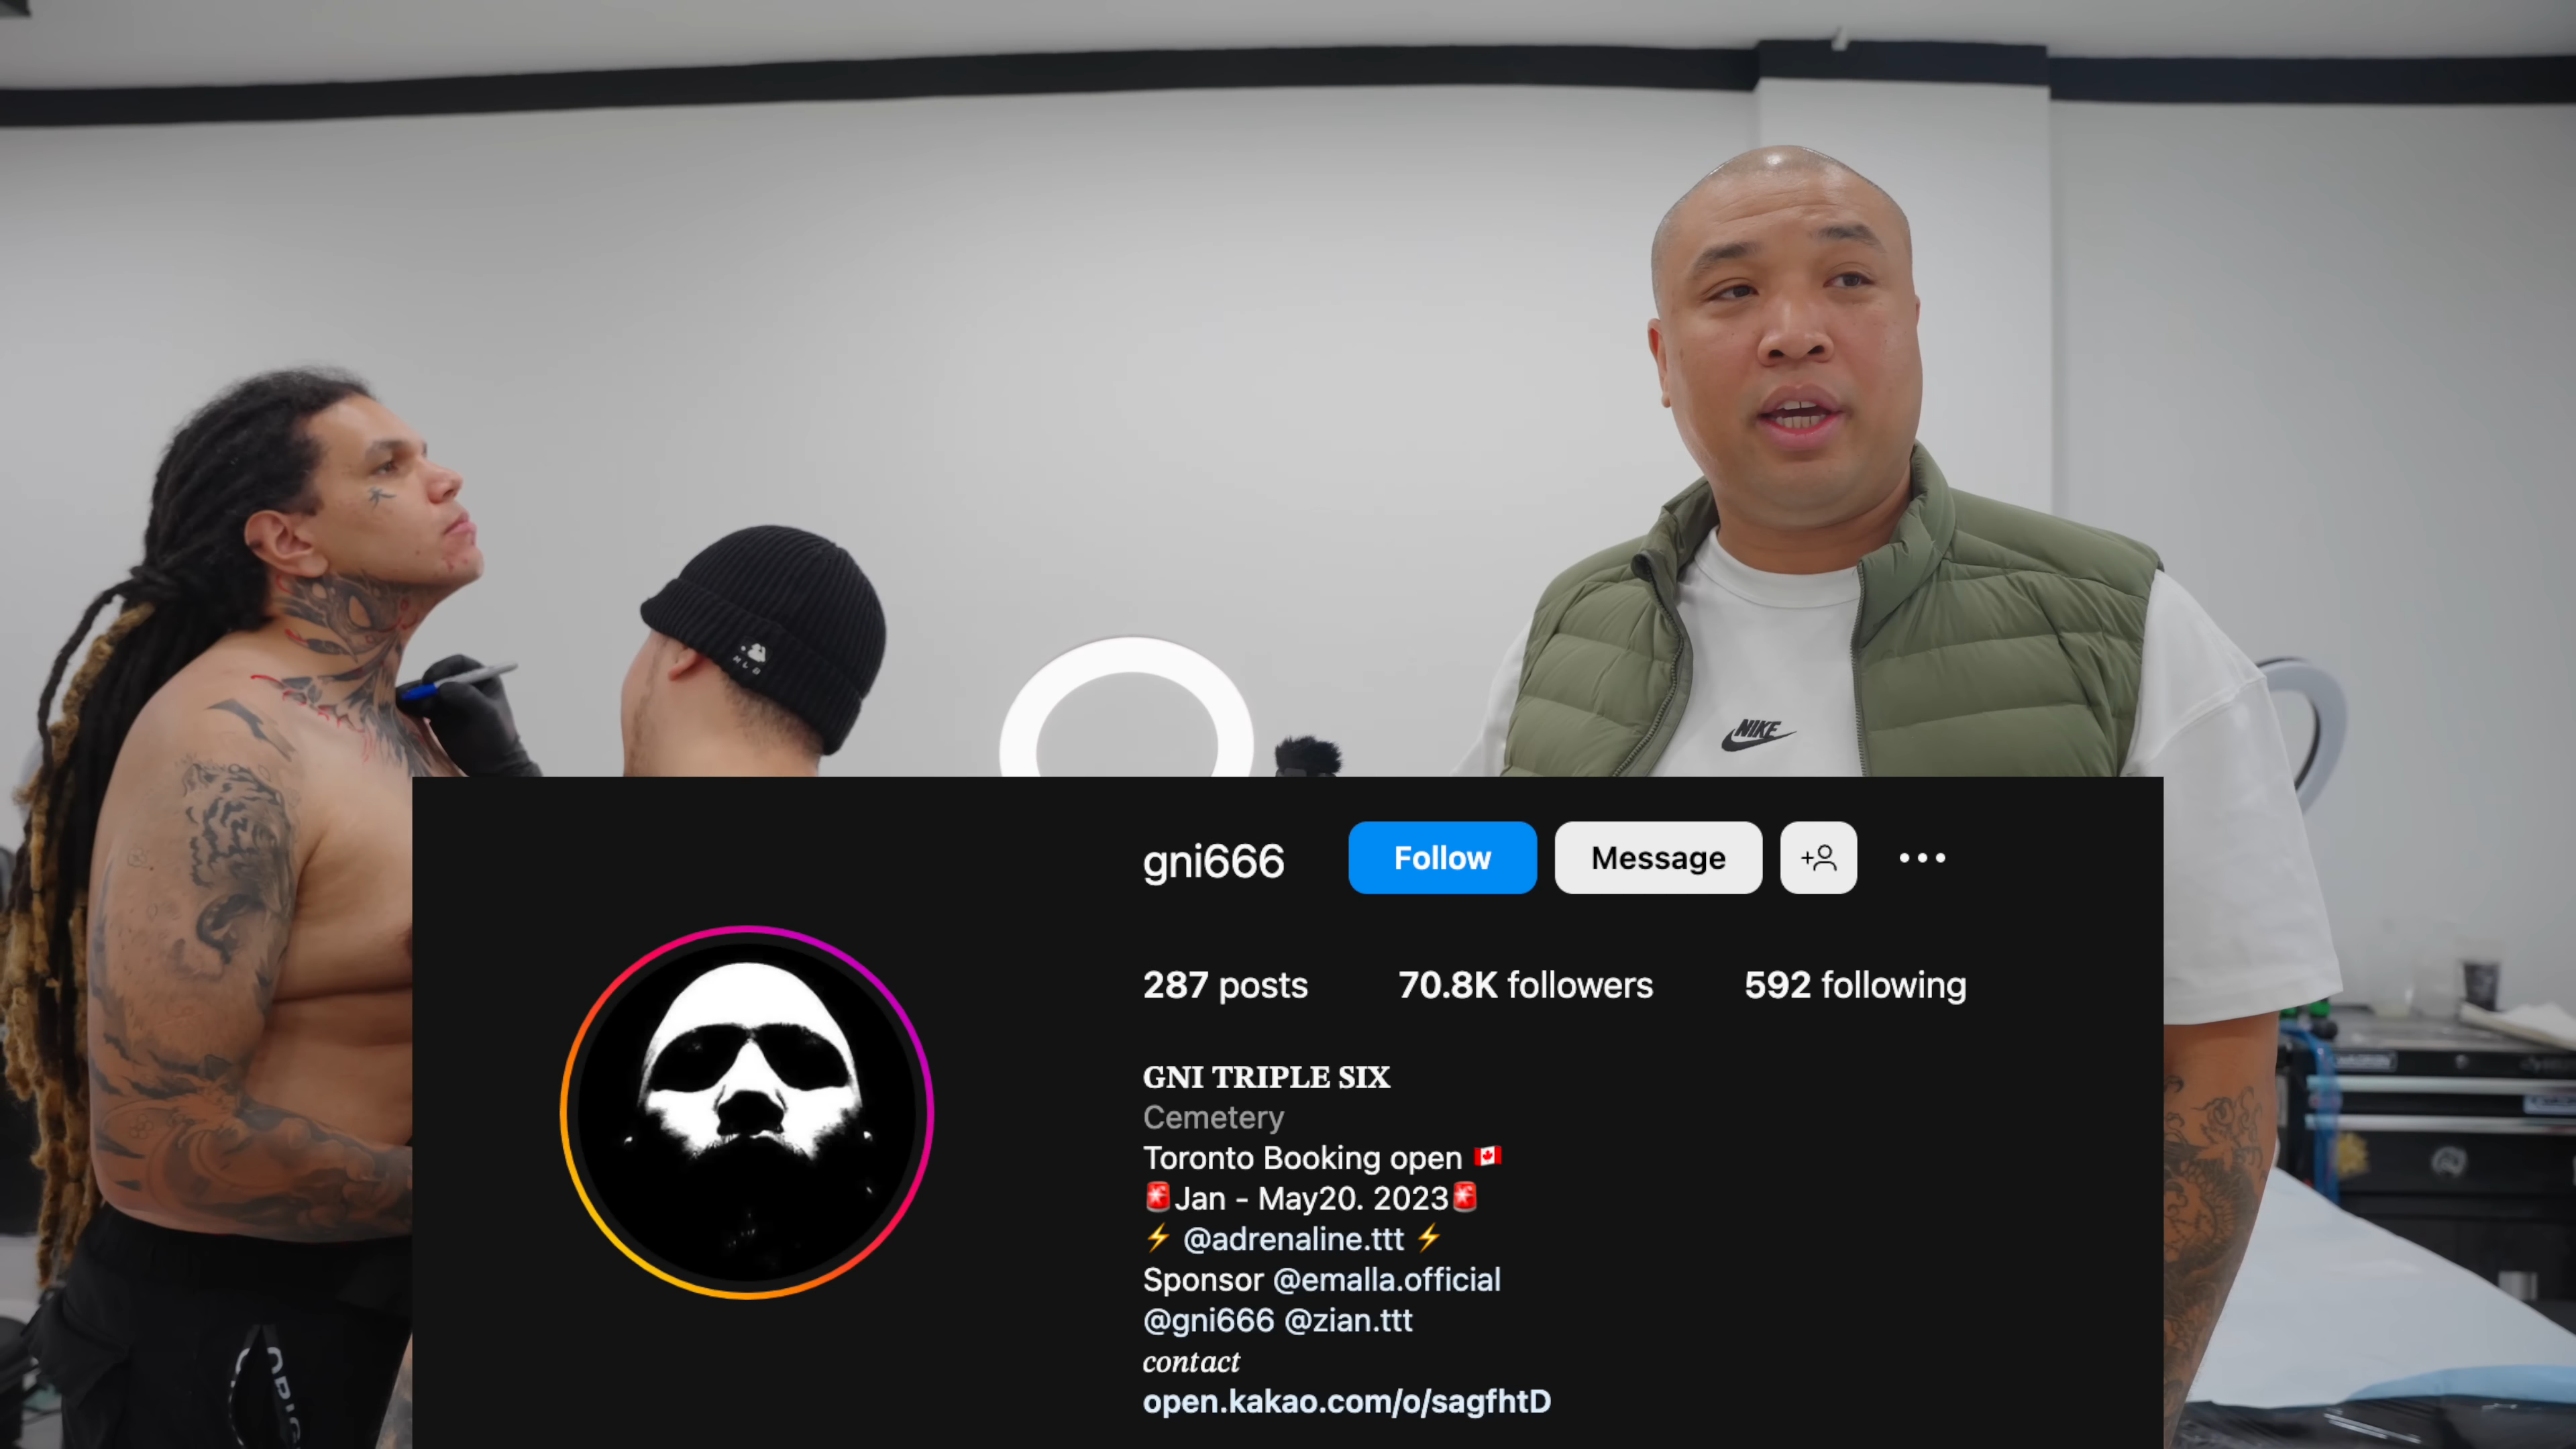 MLB
NIKE
gni666 Follow Message
287 posts 70.8K followers 592 following
GNI TRIPLE SIX
Cemetery
Toronto Booking open 🇨🇦
🚨Jan - May20. 2023🚨
⚡ @adrenaline.ttt ⚡
Sponsor @emalla.official
@gni666 @zian.ttt
contact
open.kakao.com/o/sagfhtD